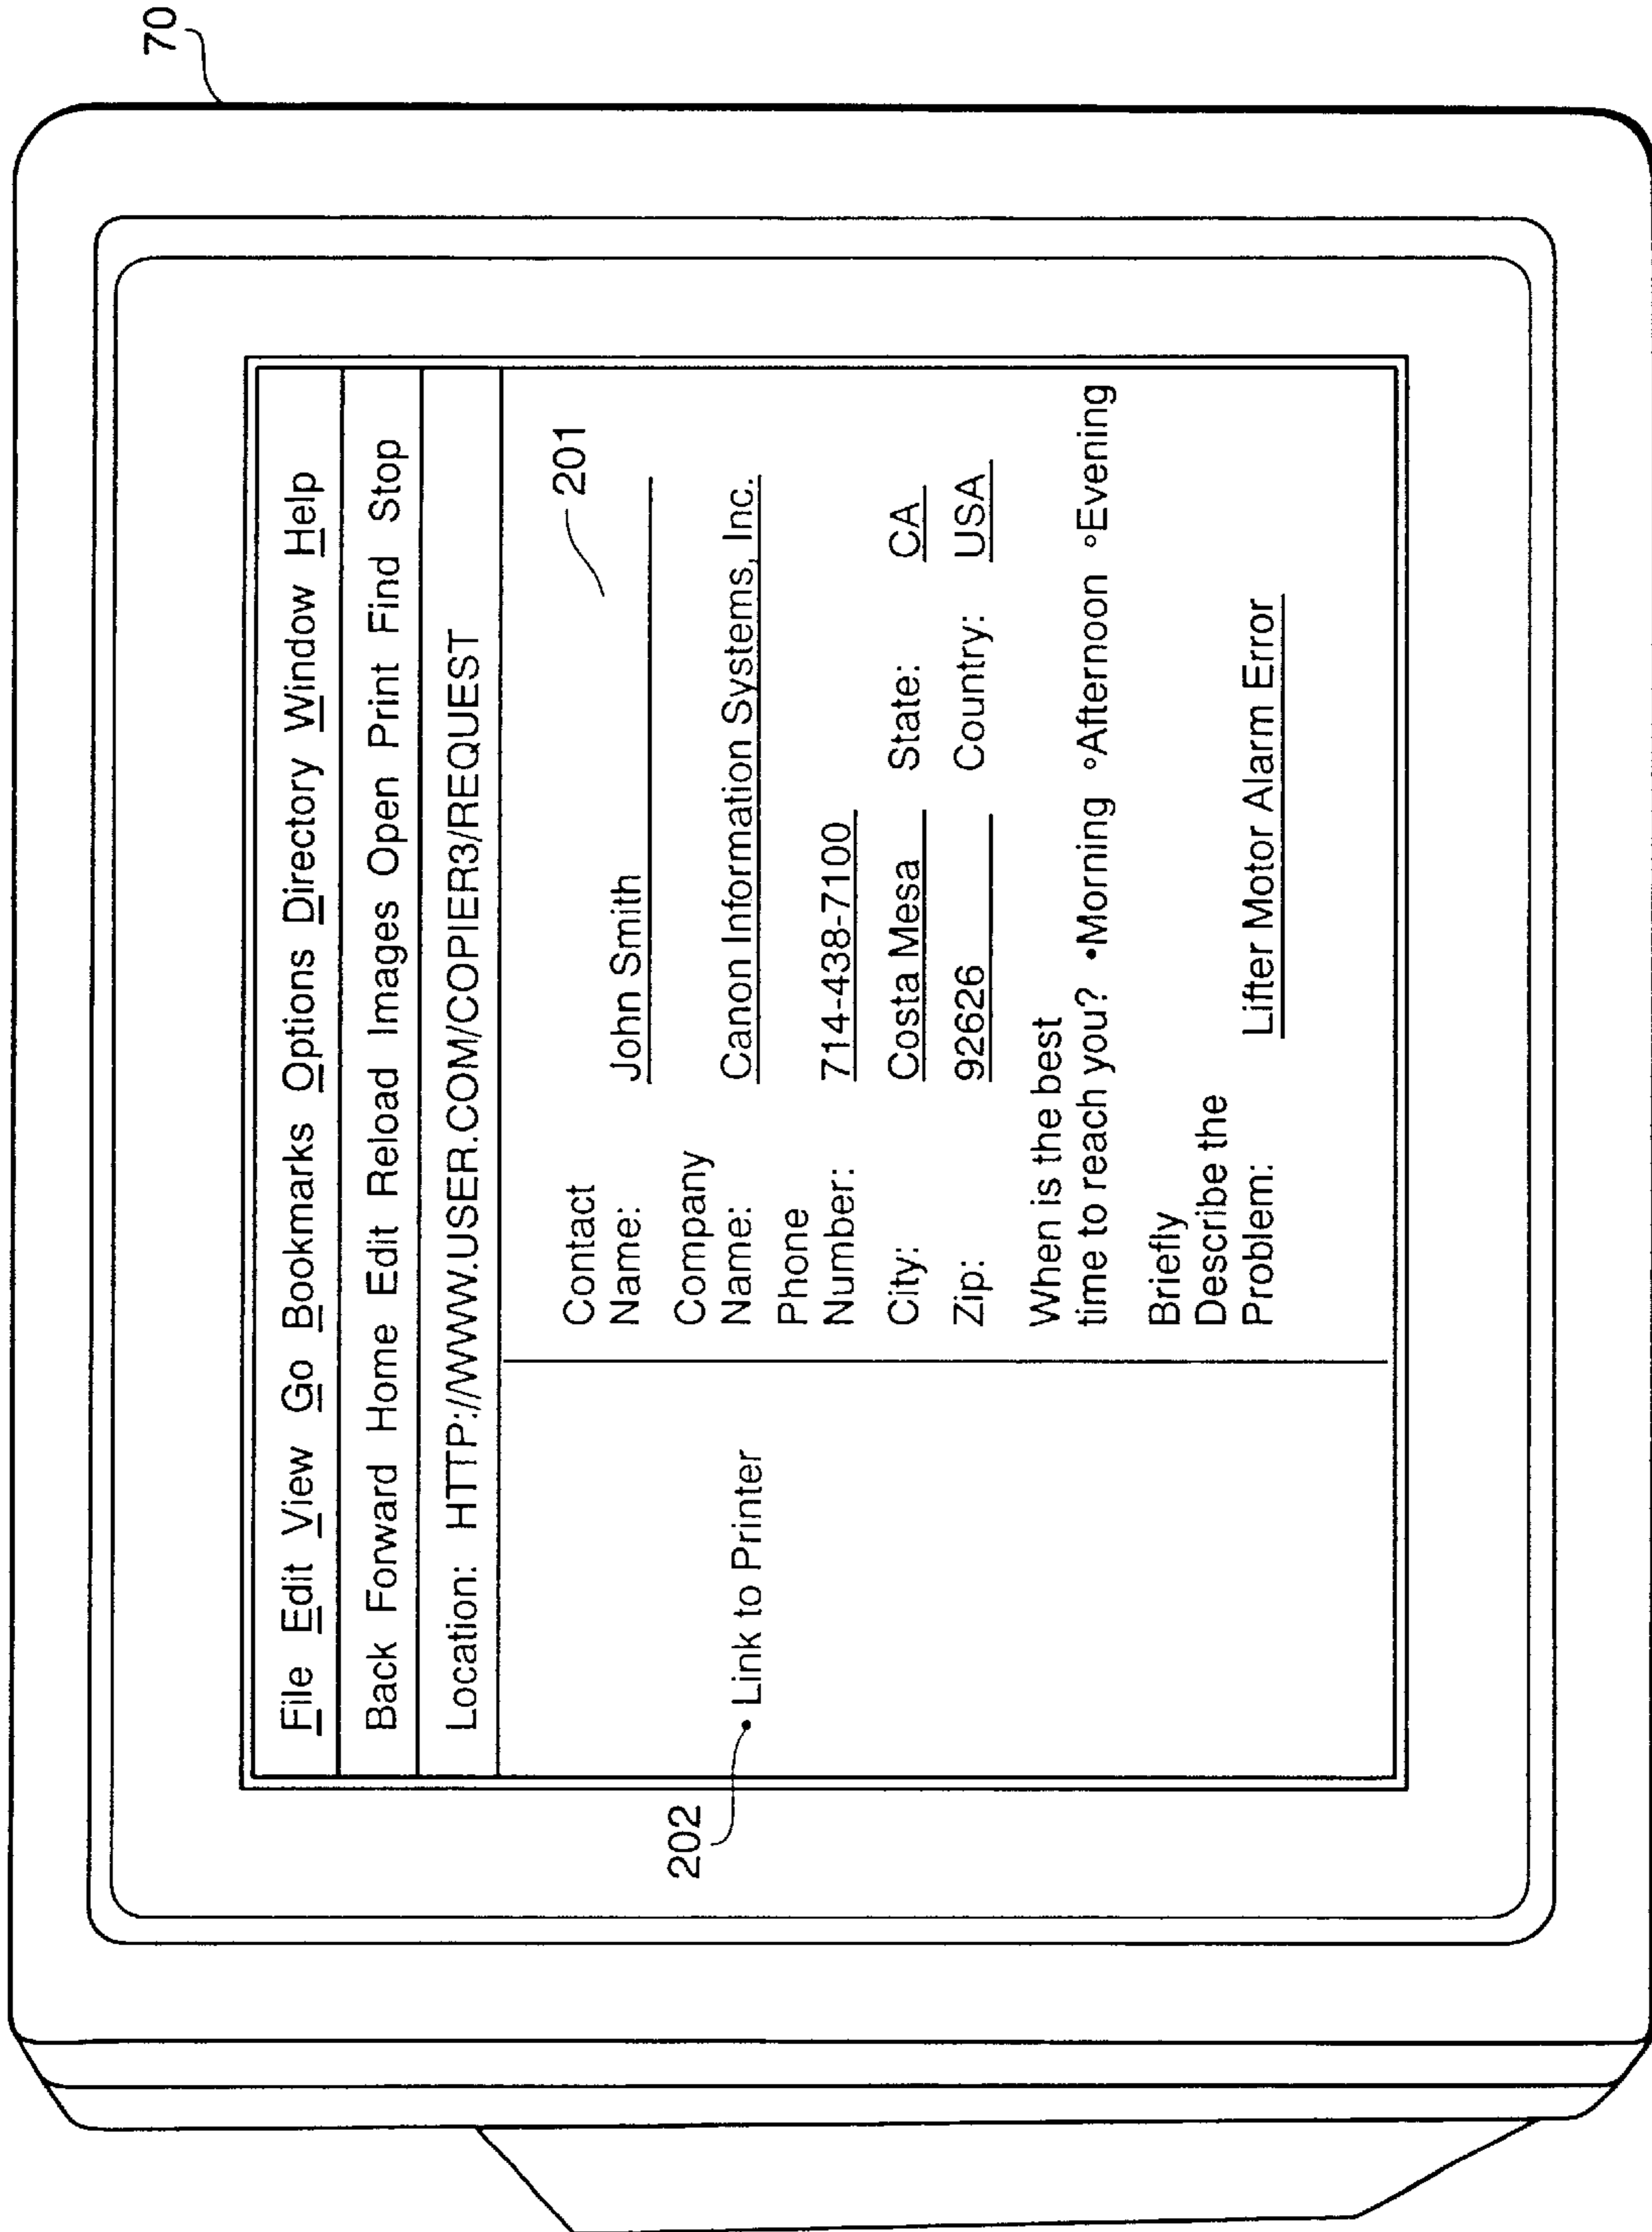 70
File Edit View Go Bookmarks Options Directory Window Help
Back Forward Home Edit Reload Images Open Print Find Stop
Location: HTTP://WWW.USER.COM/COPIER3/REQUEST
201
202
• Link to Printer
Contact
Name: John Smith
Company
Name: Canon Information Systems, Inc.
Phone
Number: 714-438-7100
City: Costa Mesa State: CA
Zip: 92626 Country: USA
When is the best
time to reach you? •Morning ∘Afternoon ∘Evening
Briefly
Describe the
Problem: Lifter Motor Alarm Error